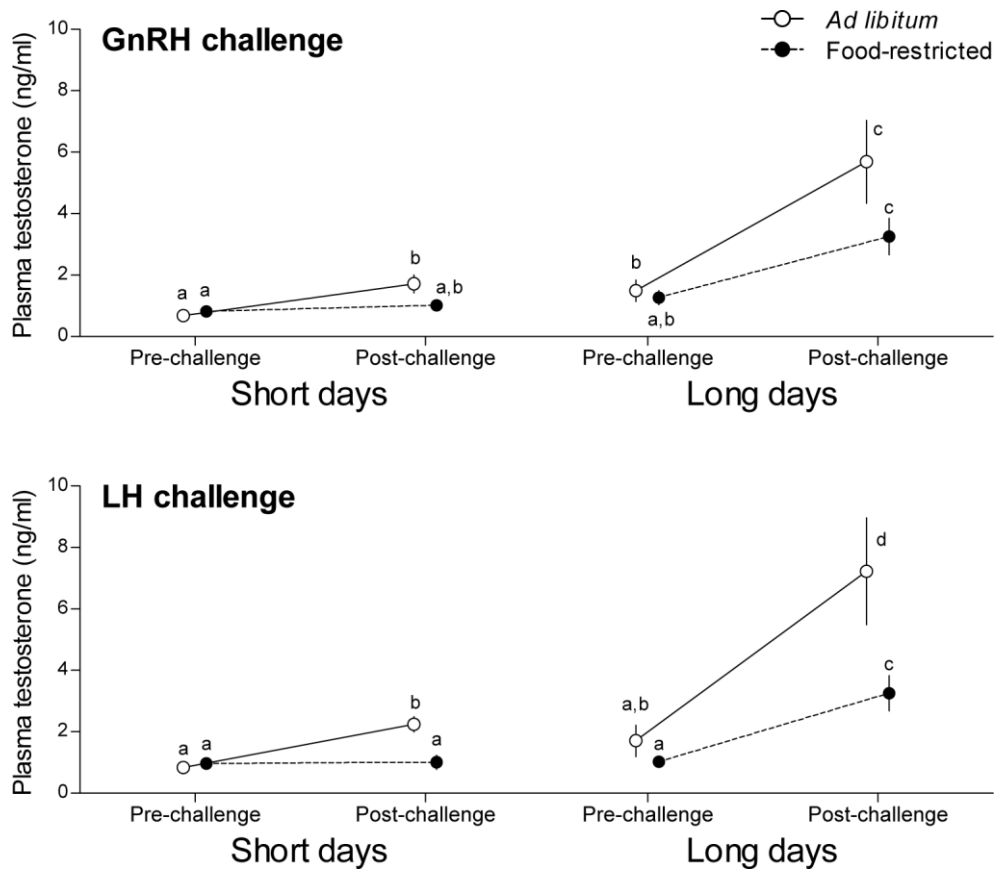 GnRH challenge
Ad libitum
Food-restricted
Plasma testosterone (ng/ml)
10
8
6
4
2
0
a
a
b
a,b
b
a,b
c
c
Pre-challenge
Post-challenge
Pre-challenge
Post-challenge
Short days
Long days
LH challenge
Plasma testosterone (ng/ml)
10
8
6
4
2
0
a
a
b
a
a,b
a
d
c
Pre-challenge
Post-challenge
Pre-challenge
Post-challenge
Short days
Long days